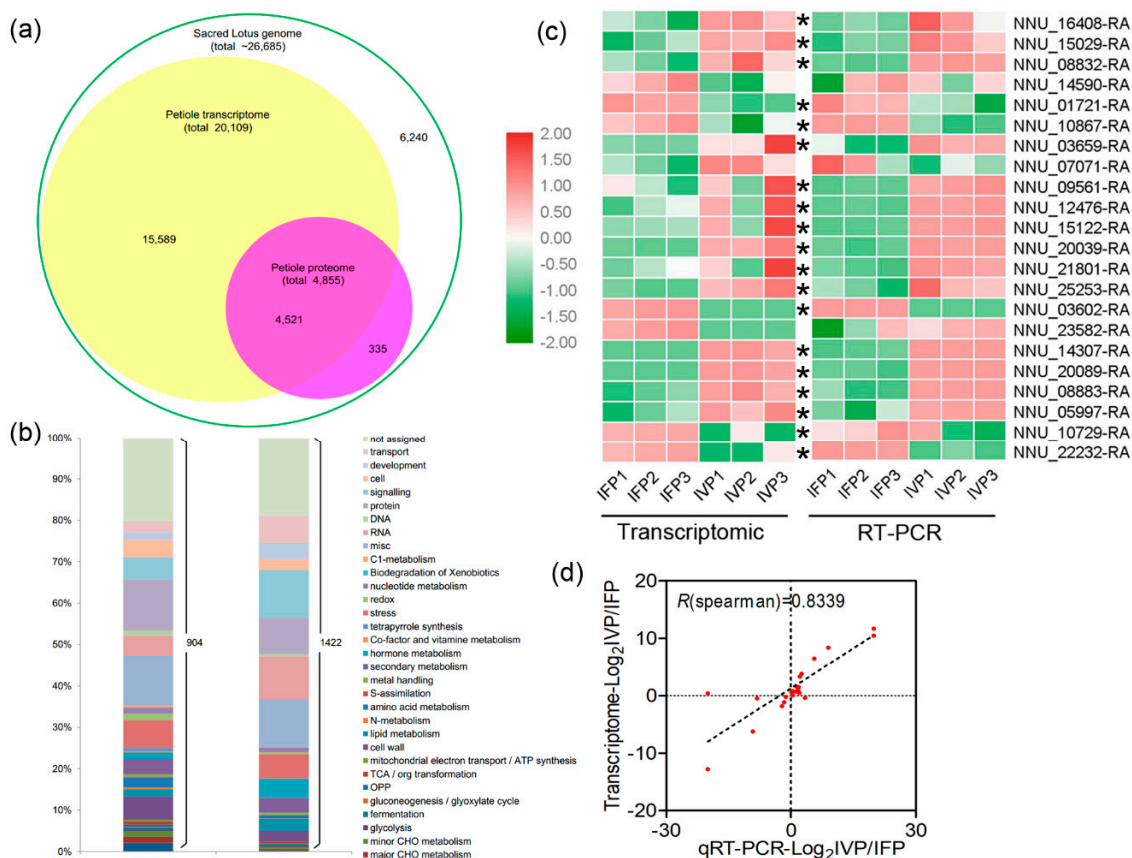 (a)
Sacred Lotus genome
(total ~26,685)
Petiole transcriptome
(total 20,109)
6,240
15,589
Petiole proteome
(total 4,855)
4,521
335
(b)
100%
90%
80%
70%
60%
50%
40%
30%
20%
10%
0%
904
1422
not assigned
transport
development
cell
signalling
protein
DNA
RNA
misc
C1-metabolism
Biodegradation of Xenobiotics
nucleotide metabolism
redox
stress
tetrapyrrole synthesis
Co-factor and vitamine metabolism
hormone metabolism
secondary metabolism
metal handling
S-assimilation
amino acid metabolism
N-metabolism
lipid metabolism
cell wall
mitochondrial electron transport / ATP synthesis
TCA / org transformation
OPP
gluconeogenesis / glyoxylate cycle
fermentation
glycolysis
minor CHO metabolism
major CHO metabolism
(c)
2.00
1.50
1.00
0.50
0.00
-0.50
-1.00
-1.50
-2.00
* NNU_16408-RA
* NNU_15029-RA
* NNU_08832-RA
NNU_14590-RA
* NNU_01721-RA
* NNU_10867-RA
* NNU_03659-RA
NNU_07071-RA
* NNU_09561-RA
* NNU_12476-RA
* NNU_15122-RA
* NNU_20039-RA
* NNU_21801-RA
* NNU_25253-RA
* NNU_03602-RA
NNU_23582-RA
* NNU_14307-RA
* NNU_20089-RA
* NNU_08883-RA
* NNU_05997-RA
* NNU_10729-RA
* NNU_22232-RA
IFP1 IFP2 IFP3 IVP1 IVP2 IVP3 IFP1 IFP2 IFP3 IVP1 IVP2 IVP3
Transcriptomic RT-PCR
(d)
R(spearman)=0.8339
Transcriptome-Log2IVP/IFP
20
10
0
-10
-20
-30 0 30
qRT-PCR-Log2IVP/IFP